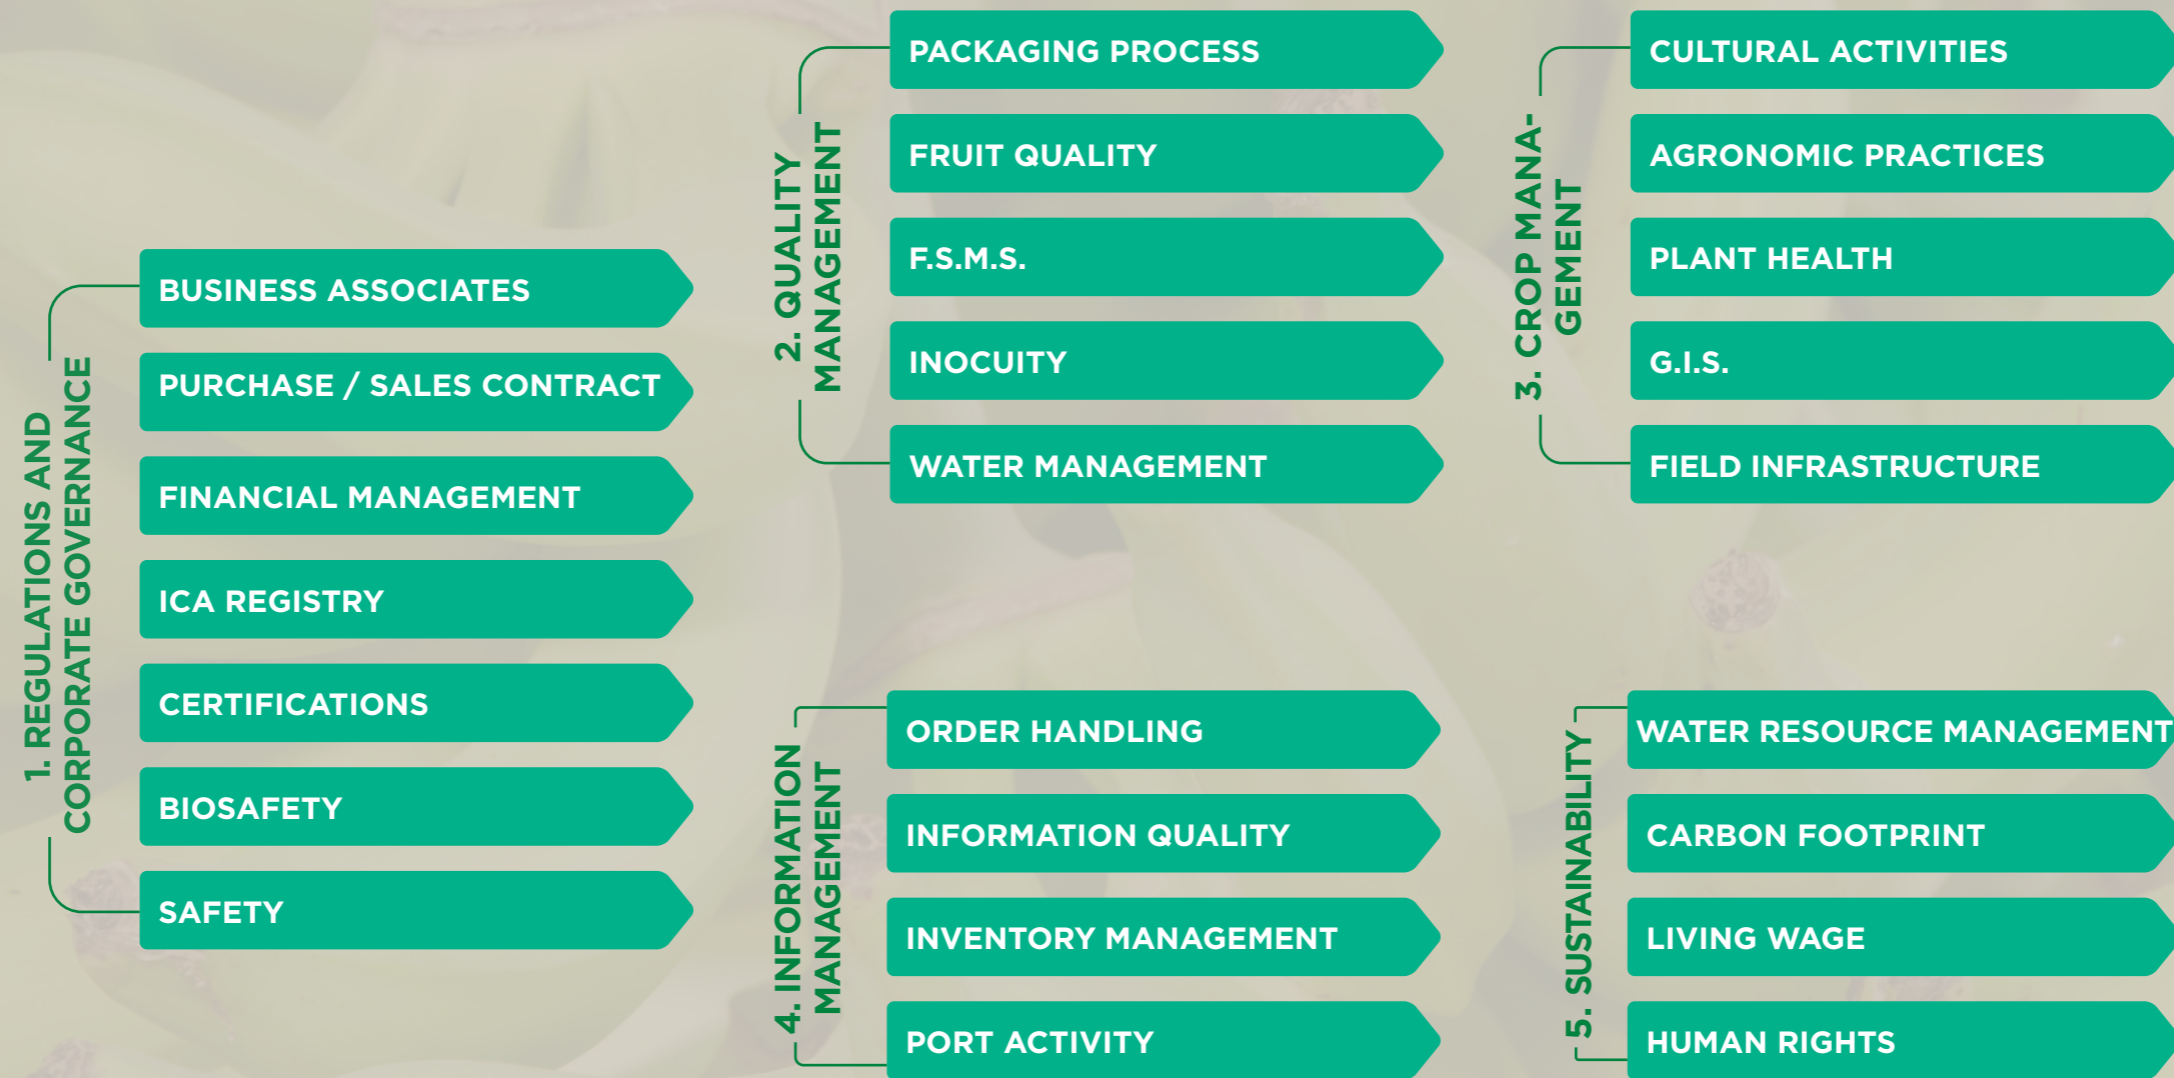 1. REGULATIONS AND
CORPORATE GOVERNANCE
BUSINESS ASSOCIATES
PURCHASE / SALES CONTRACT
FINANCIAL MANAGEMENT
ICA REGISTRY
CERTIFICATIONS
BIOSAFETY
SAFETY
2. QUALITY
MANAGEMENT
PACKAGING PROCESS
FRUIT QUALITY
F.S.M.S.
INOCUITY
WATER MANAGEMENT
3. CROP MANA-
GEMENT
CULTURAL ACTIVITIES
AGRONOMIC PRACTICES
PLANT HEALTH
G.I.S.
FIELD INFRASTRUCTURE
4. INFORMATION
MANAGEMENT
ORDER HANDLING
INFORMATION QUALITY
INVENTORY MANAGEMENT
PORT ACTIVITY
5. SUSTAINABILITY
WATER RESOURCE MANAGEMENT
CARBON FOOTPRINT
LIVING WAGE
HUMAN RIGHTS